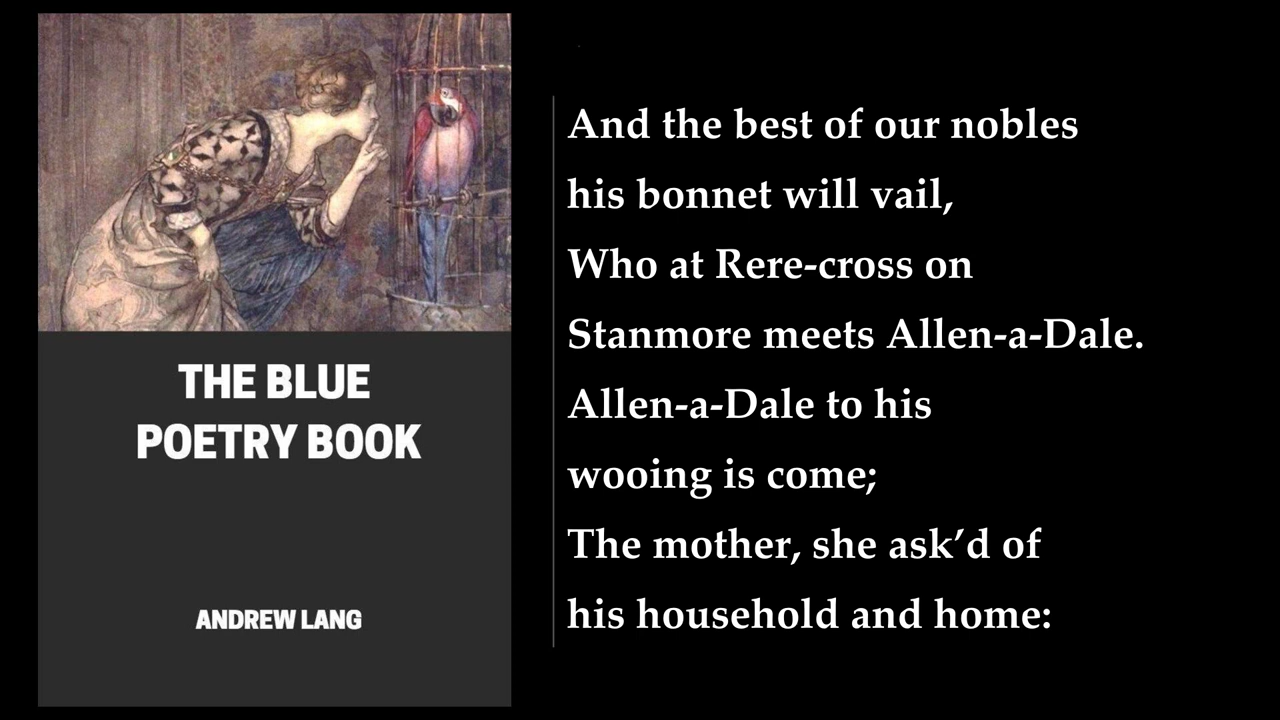 THE BLUE
POETRY BOOK
ANDREW LANG
And the best of our nobles
his bonnet will vail,
Who at Rere-cross on
Stanmore meets Allen-a-Dale.
Allen-a-Dale to his
wooing is come;
The mother, she ask’d of
his household and home: